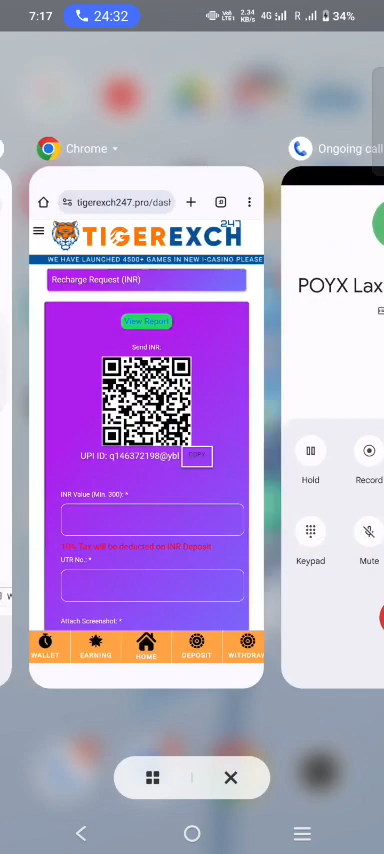 7:17
24:32
Vo)
LTE1
2.34
KB/s
4G
R
34%
Chrome
Ongoing call
tigerexch247.pro/dash
247
TIGEREXCH
WE HAVE LAUNCHED 4500+ GAMES IN NEW I-CASINO PLEASE
Recharge Request (INR)
View Report
Send INR:
UPI ID: q146372198@ybl
COPY
INR Value (Min. 300): *
10% Tax will be deducted on INR Deposit
UTR No.: *
Attach Screenshot: *
WALLET
EARNING
HOME
DEPOSIT
WITHDRAW
POYX Lax
Hold
Record
Keypad
Mute
W